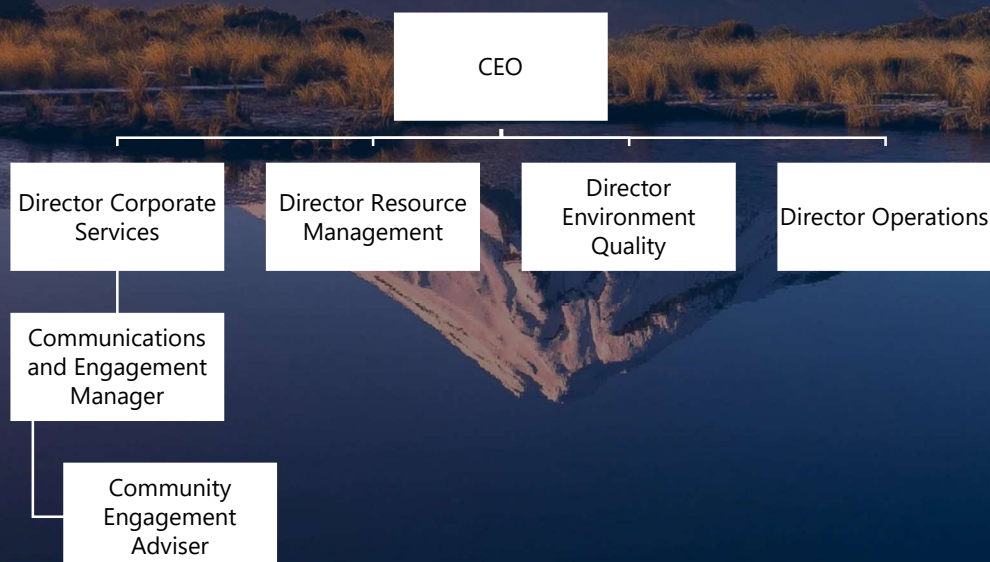 CEO
Director Corporate
Services
Director Resource
Management
Director
Environment
Quality
Director Operations
Communications
and Engagement
Manager
Community
Engagement
Adviser